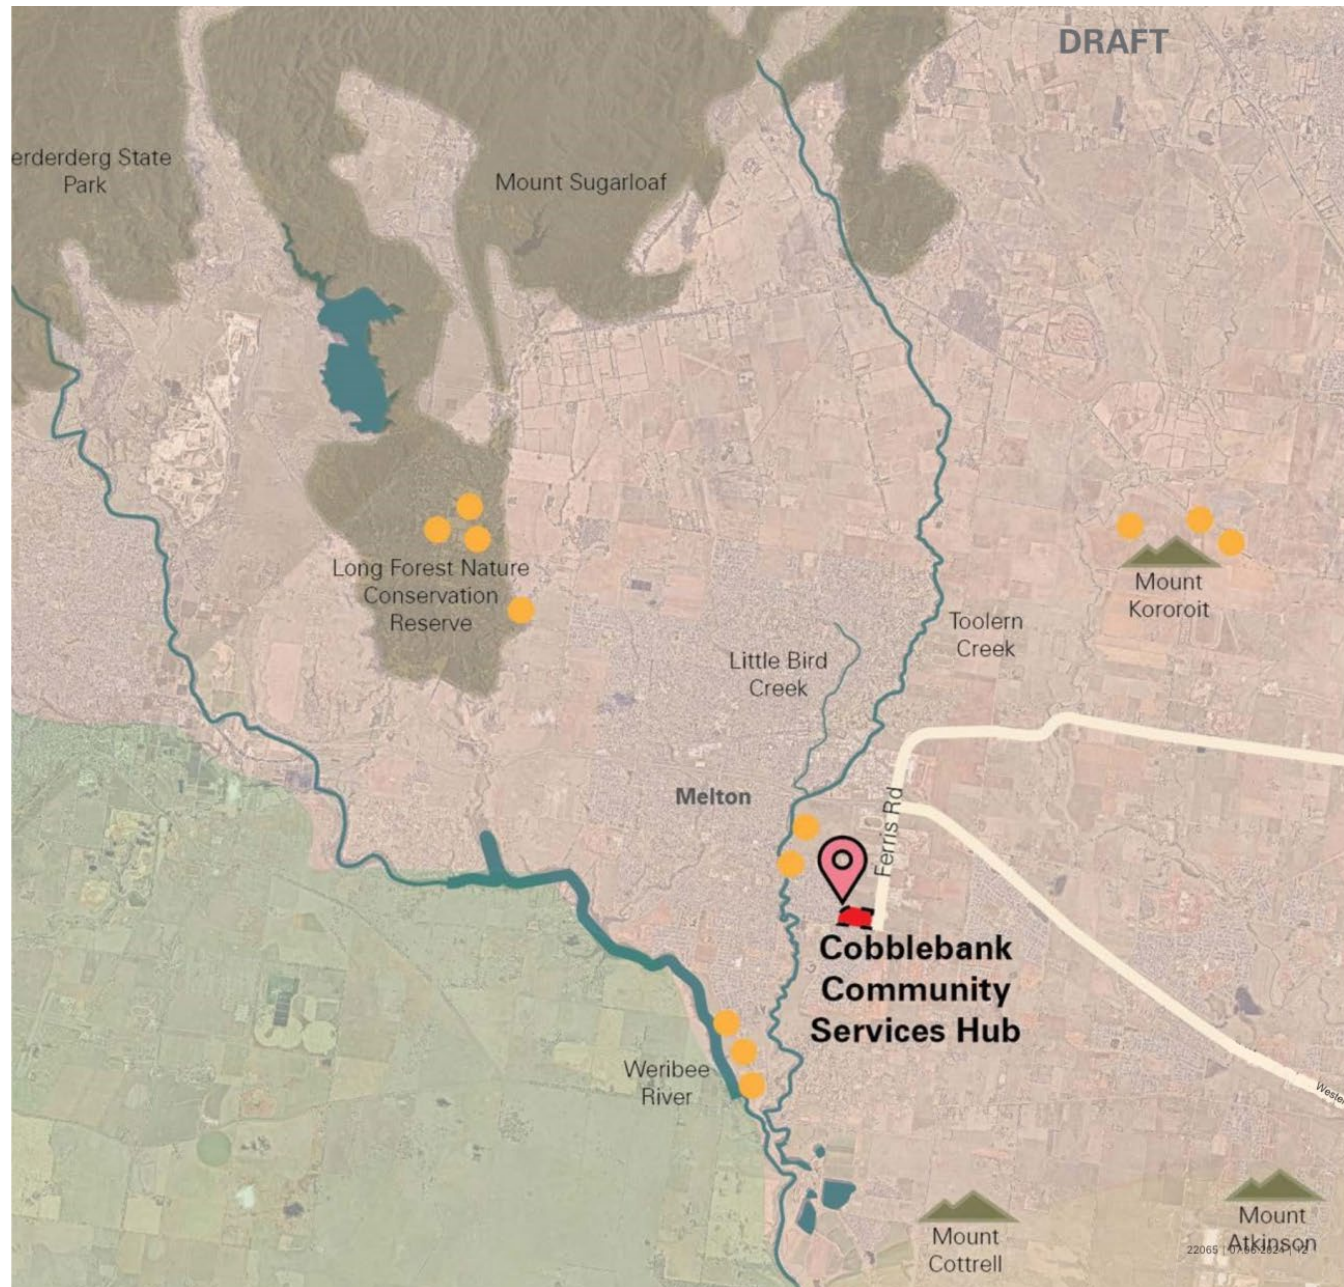 DRAFT
erderderg State
Park
Mount Sugarloaf
Long Forest Nature
Conservation
Reserve
Mount
Kororoit
Toolern
Creek
Little Bird
Creek
Melton
Ferris Rd
Cobblebank
Community
Services Hub
Weribee
River
Wester
Mount
Cottrell
Mount
Atkinson